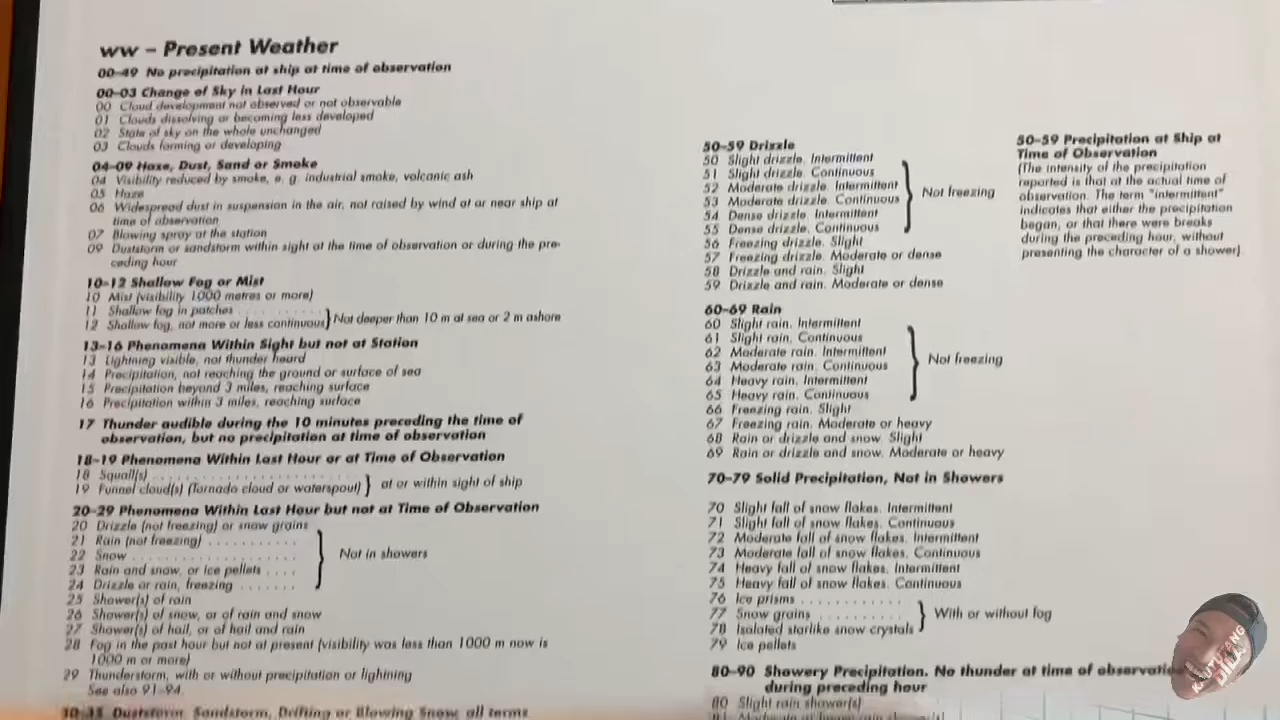 ww – Present Weather
00–49 No precipitation at ship at time of observation
00–03 Change of Sky in Last Hour
00 Cloud development not observed or not observable
01 Clouds dissolving or becoming less developed
02 State of sky on the whole unchanged
03 Clouds forming or developing
04–09 Haze, Dust, Sand or Smoke
04 Visibility reduced by smoke, e. g. industrial smoke, volcanic ash
05 Haze
06 Widespread dust in suspension in the air, not raised by wind at or near ship at
time of observation
07 Blowing spray at the station
09 Duststorm or sandstorm within sight at the time of observation or during the pre-
ceding hour
10–12 Shallow Fog or Mist
10 Mist (visibility 1000 metres or more)
11 Shallow fog in patches . . . . . . . . . . .
12 Shallow fog, not more or less continuous
Not deeper than 10 m at sea or 2 m ashore
13–16 Phenomena Within Sight but not at Station
13 Lightning visible, not thunder heard
14 Precipitation, not reaching the ground or surface of sea
15 Precipitation beyond 3 miles, reaching surface
16 Precipitation within 3 miles, reaching surface
17 Thunder audible during the 10 minutes preceding the time of
observation, but no precipitation at time of observation
18–19 Phenomena Within Last Hour or at Time of Observation
18 Squall(s) . . . . . . . . . . . . . . . . . . . . . . . . . .
19 Funnel cloud(s) (Tornado cloud or waterspout)
at or within sight of ship
20–29 Phenomena Within Last Hour but not at Time of Observation
20 Drizzle (not freezing) or snow grains
21 Rain (not freezing) . . . . . . . . . . .
22 Snow . . . . . . . . . . . . . . . . . . . . .
23 Rain and snow, or ice pellets . . . .
24 Drizzle or rain, freezing . . . . . . .
Not in showers
25 Shower(s) of rain
26 Shower(s) of snow, or of rain and snow
27 Shower(s) of hail, or of hail and rain
28 Fog in the past hour but not at present (visibility was less than 1000 m now is
1000 m or more)
29 Thunderstorm, with or without precipitation or lightning
See also 91–94.
30–35 Duststorm, Sandstorm, Drifting or Blowing Snow, all terms
50–59 Drizzle
50 Slight drizzle. Intermittent
51 Slight drizzle. Continuous
52 Moderate drizzle. Intermittent
53 Moderate drizzle. Continuous
54 Dense drizzle. Intermittent
55 Dense drizzle. Continuous
Not freezing
56 Freezing drizzle. Slight
57 Freezing drizzle. Moderate or dense
58 Drizzle and rain. Slight
59 Drizzle and rain. Moderate or dense
60–69 Rain
60 Slight rain. Intermittent
61 Slight rain. Continuous
62 Moderate rain. Intermittent
63 Moderate rain. Continuous
64 Heavy rain. Intermittent
65 Heavy rain. Continuous
Not freezing
66 Freezing rain. Slight
67 Freezing rain. Moderate or heavy
68 Rain or drizzle and snow. Slight
69 Rain or drizzle and snow. Moderate or heavy
70–79 Solid Precipitation, Not in Showers
70 Slight fall of snow flakes. Intermittent
71 Slight fall of snow flakes. Continuous
72 Moderate fall of snow flakes. Intermittent
73 Moderate fall of snow flakes. Continuous
74 Heavy fall of snow flakes. Intermittent
75 Heavy fall of snow flakes. Continuous
76 Ice prisms . . . . . . . . . . . .
77 Snow grains . . . . . . . . . .
78 Isolated starlike snow crystals
With or without fog
79 Ice pellets
80–90 Showery Precipitation. No thunder at time of observation
during preceding hour
80 Slight rain shower(s)
50–59 Precipitation at Ship at
Time of Observation
(The intensity of the precipitation
reported is that at the actual time of
observation. The term "intermittent"
indicates that either the precipitation
began, or that there were breaks
during the preceding hour, without
presenting the character of a shower).